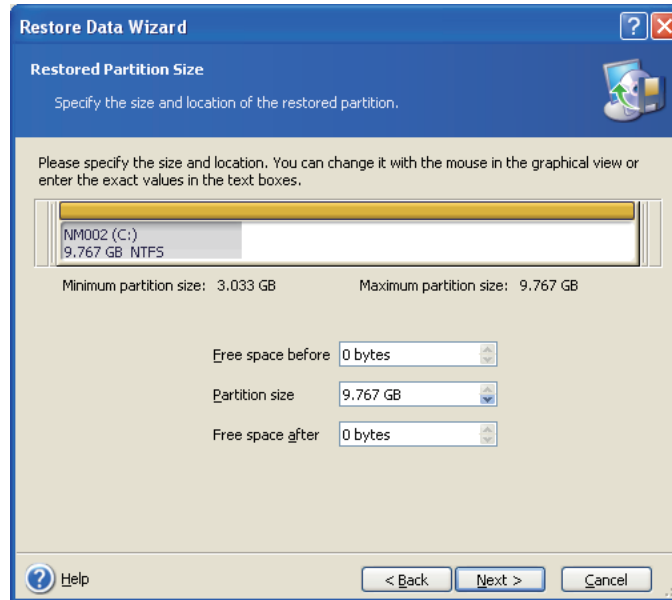 Restore Data Wizard
Restored Partition Size
Specify the size and location of the restored partition.
Please specify the size and location. You can change it with the mouse in the graphical view or
enter the exact values in the text boxes.
NM002 (C:)
9.767 GB NTFS
Minimum partition size: 3.033 GB Maximum partition size: 9.767 GB
Free space before 0 bytes
Partition size 9.767 GB
Free space after 0 bytes
Help < Back Next > Cancel